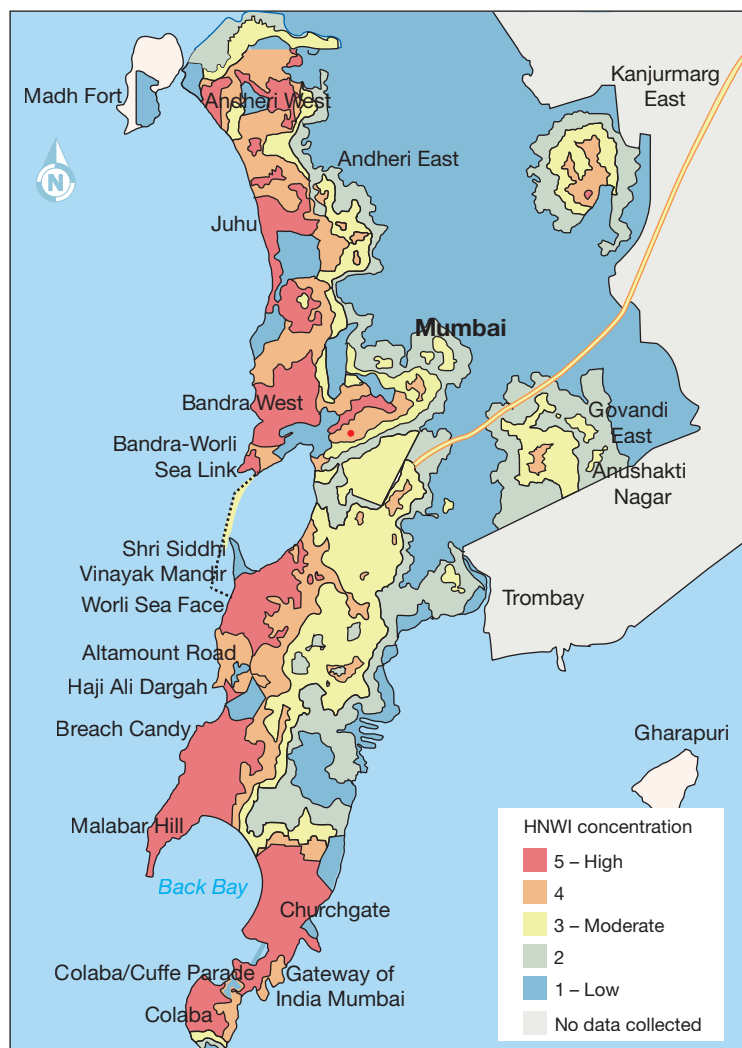 Kanjurmarg
East
Madh Fort
Andheri West
Andheri East
N
Juhu
Mumbai
Bandra West
Govandi
East
Bandra-Worli
Sea Link
Anushakti
Nagar
Shri Siddhi
Vinayak Mandir
Worli Sea Face
Trombay
Altamount Road
Haji Ali Dargah
Breach Candy
Gharapuri
Malabar Hill
Back Bay
Churchgate
Colaba/Cuffe Parade
Gateway of
India Mumbai
Colaba
HNWI concentration
5 – High
4
3 – Moderate
2
1 – Low
No data collected